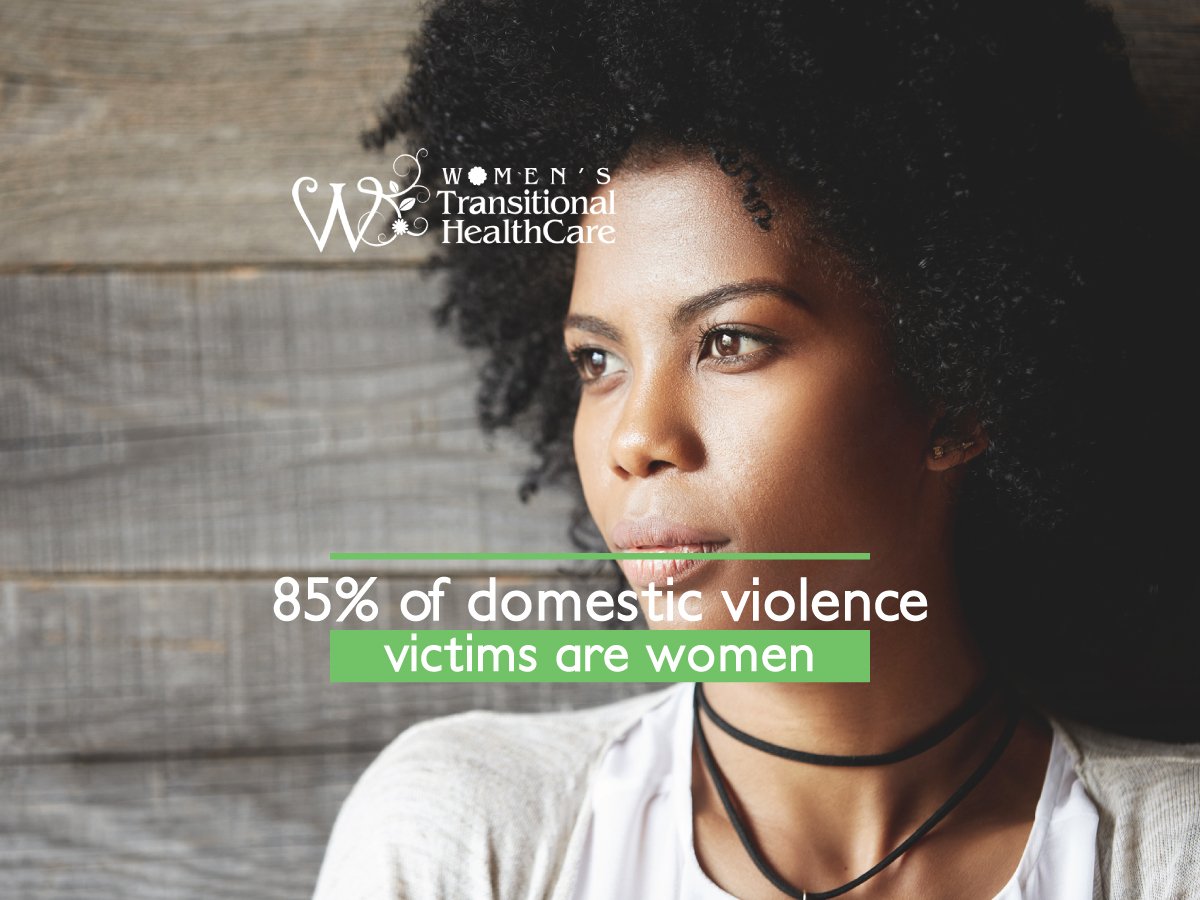 WOMEN'S
Transitional
HealthCare
85% of domestic violence
victims are women